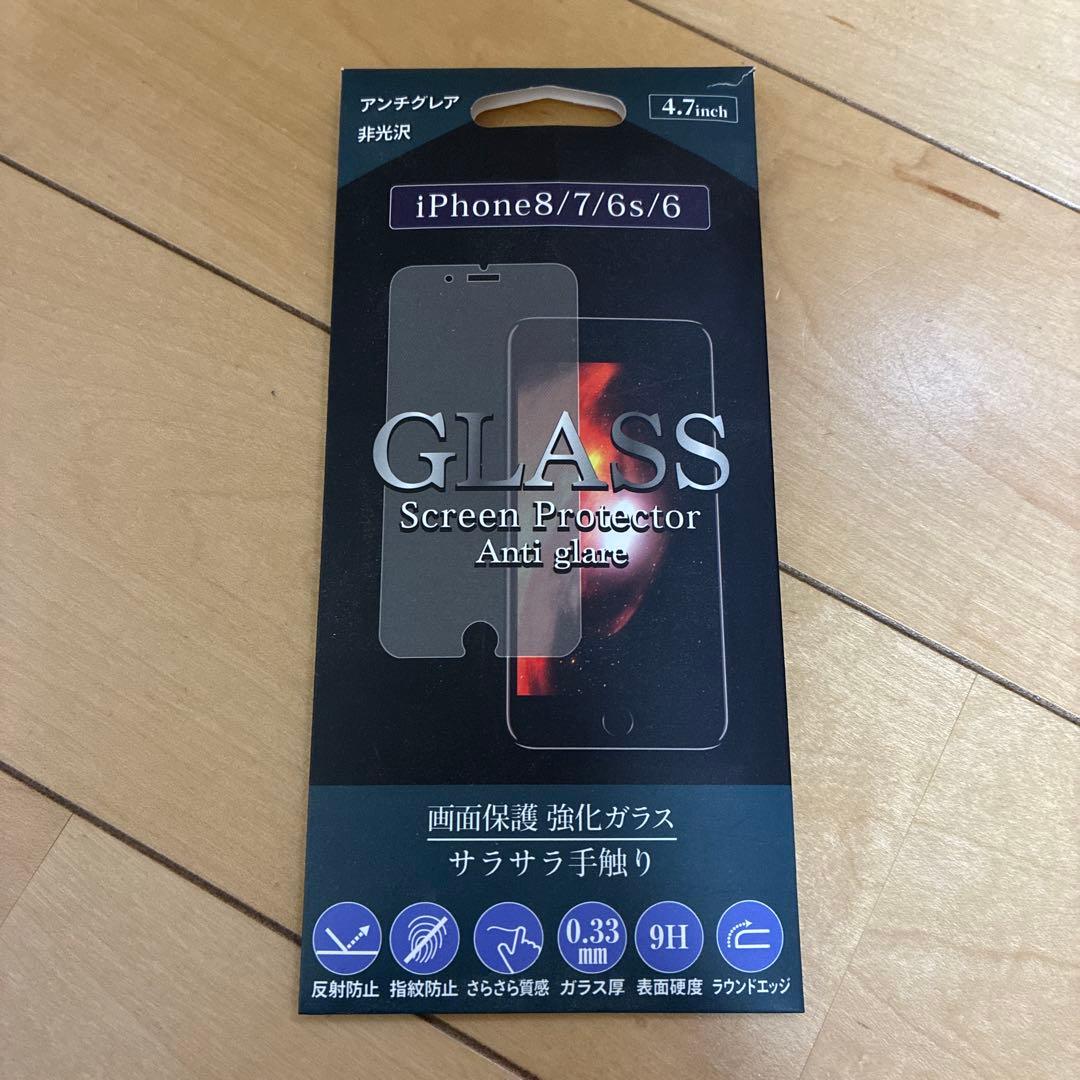 アンチグレア
非光沢
4.7inch
iPhone8/7/6s/6
GLASS
Screen Protector
Anti glare
画面保護 強化ガラス
サラサラ手触り
0.33
mm
9H
反射防止 指紋防止 さらさら質感 ガラス厚 表面硬度 ラウンドエッジ